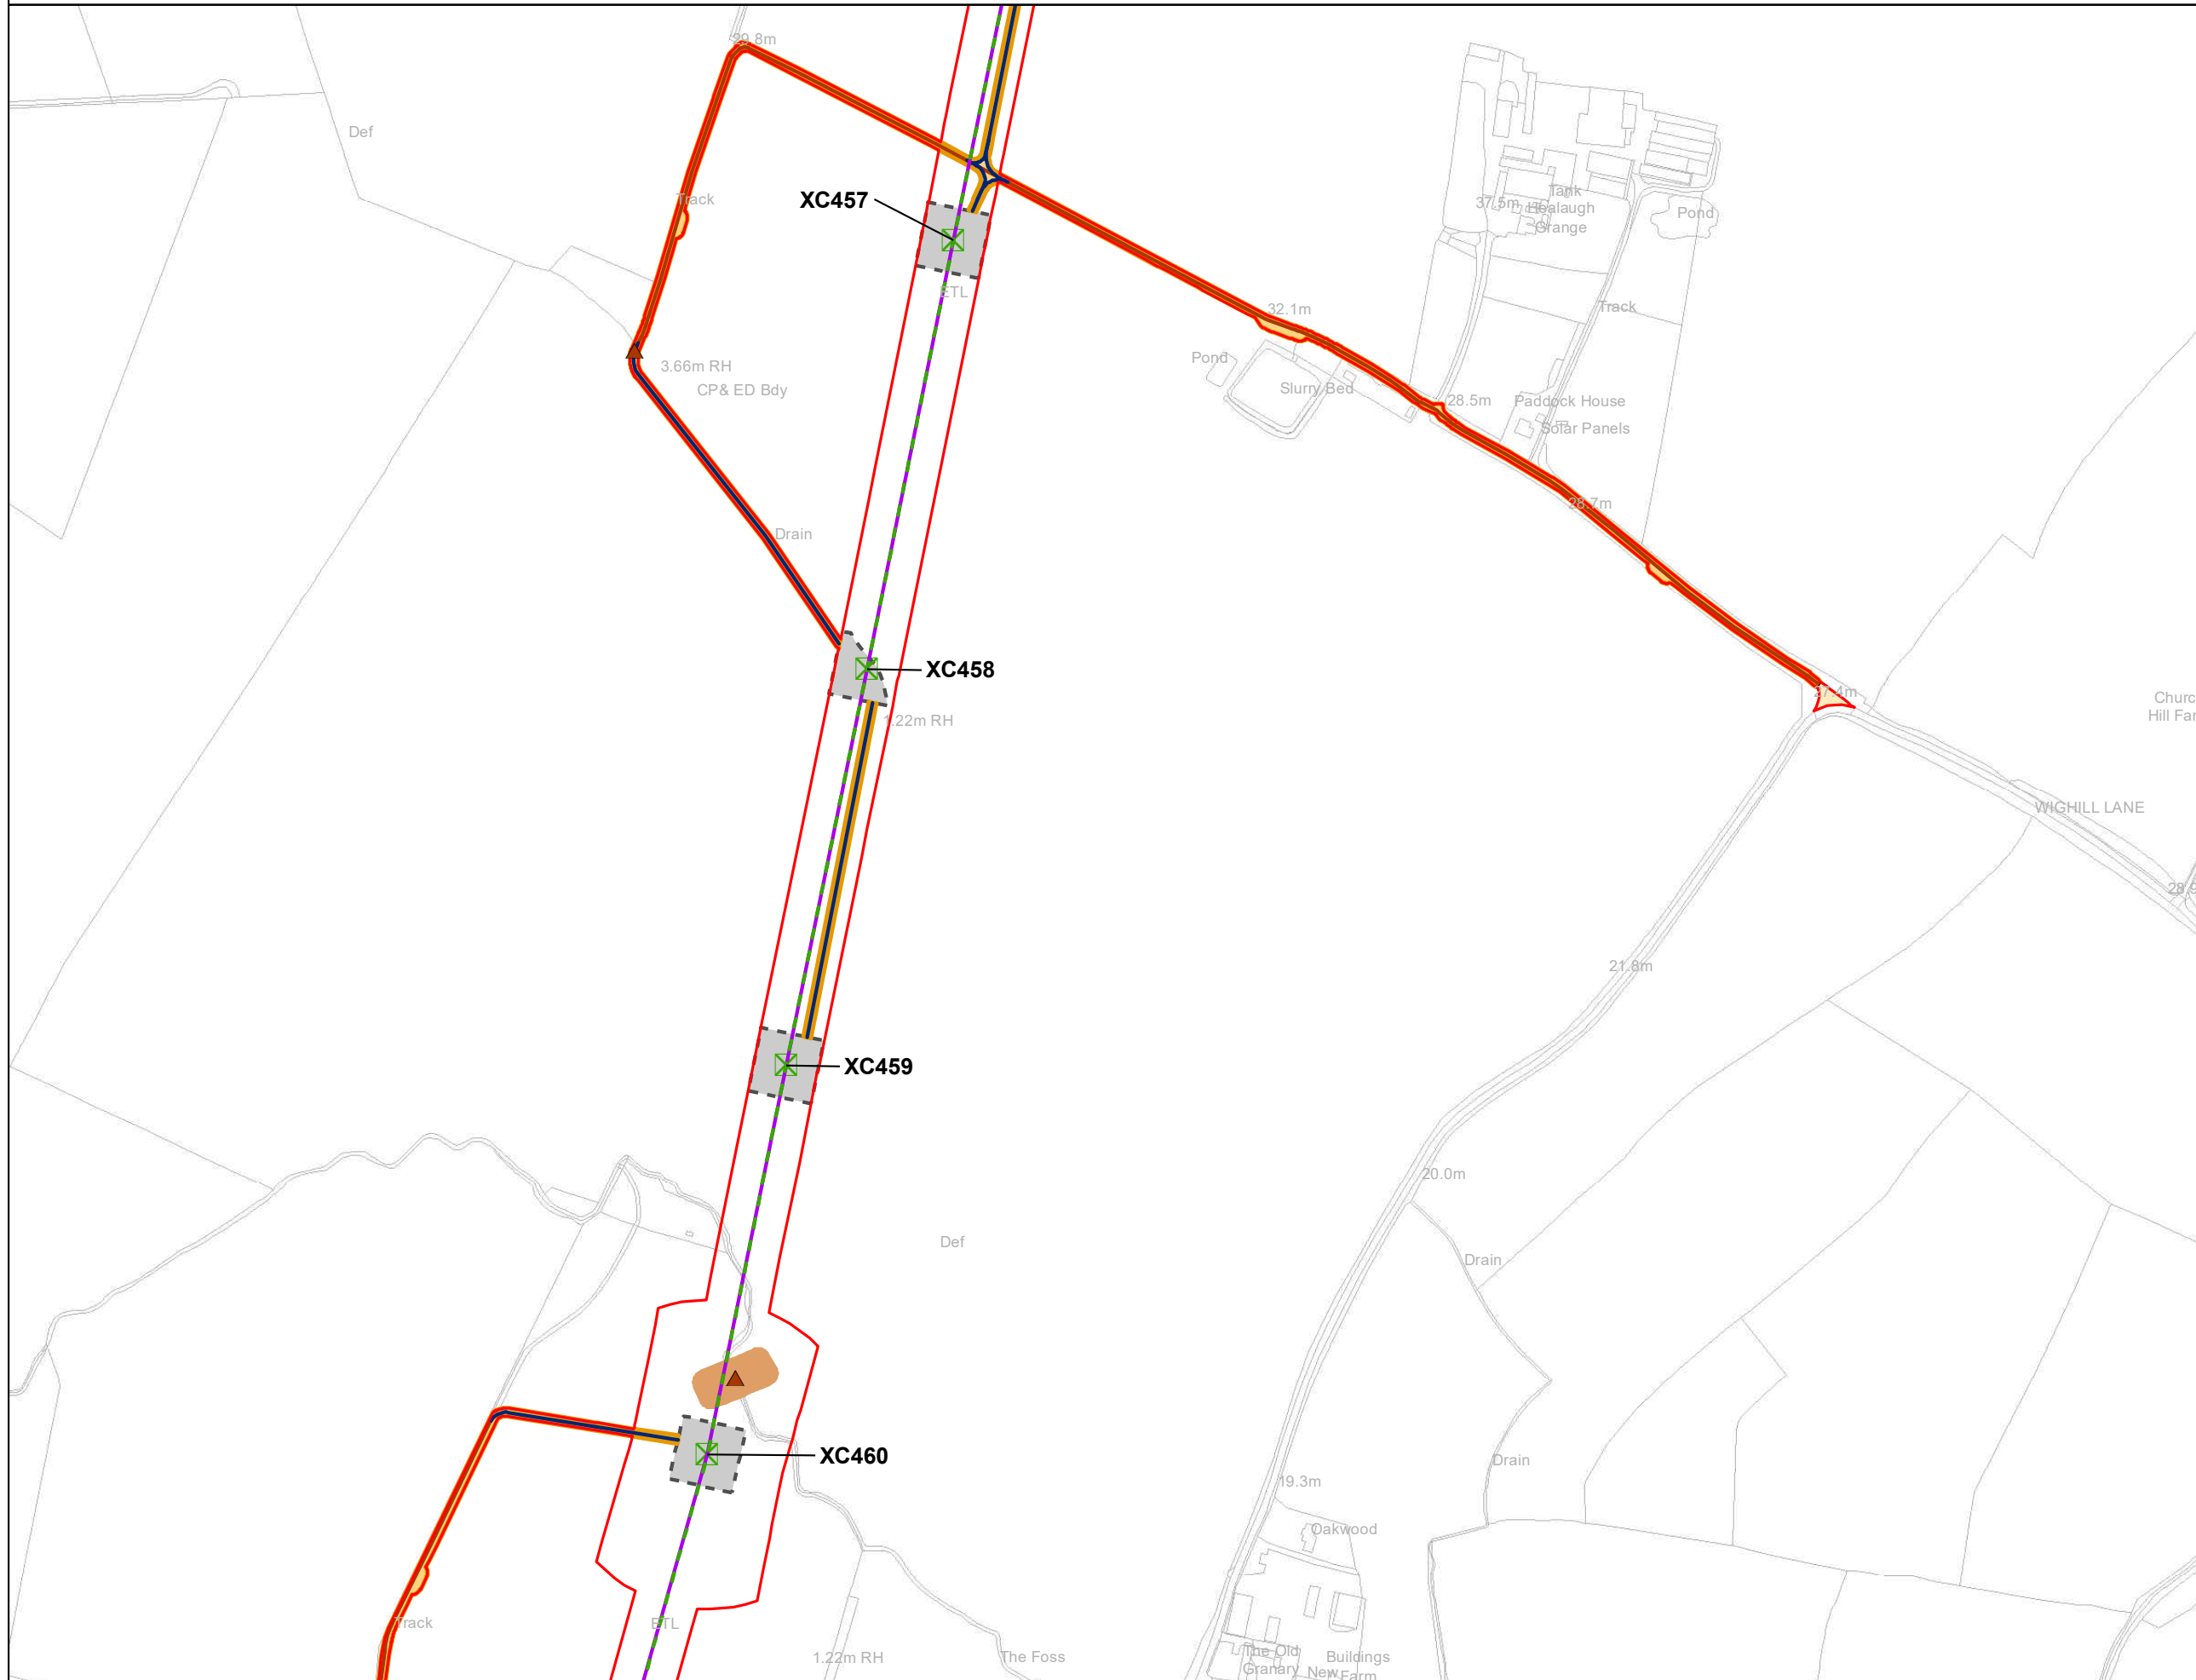 29.8m
Def
Track
XC457
Tank
37.5m
Healaugh
Grange
Pond
ETL
Track
32.1m
Pond
3.66m RH
CP& ED Bdy
Slurry Bed
28.5m
Paddock House
Solar Panels
28.7m
Drain
XC458
27.4m
1.22m RH
WIGHILL LANE
21.8m
XC459
20.0m
Def
Drain
XC460
Drain
19.3m
Oakwood
Track
ETL
1.22m RH
The Foss
The Old
Granary
Buildings
New Farm